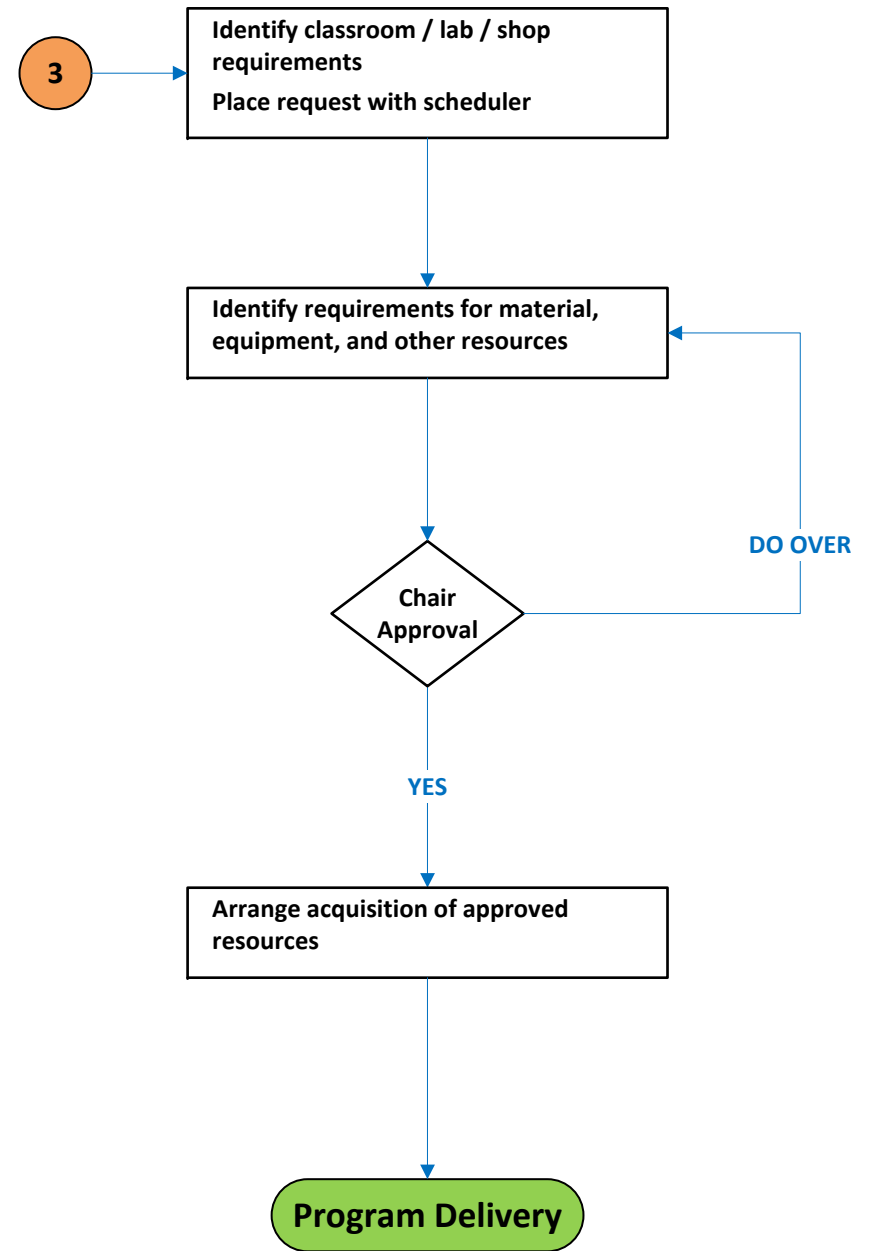 3
Identify classroom / lab / shop
requirements
Place request with scheduler
Identify requirements for material,
equipment, and other resources
DO OVER
Chair
Approval
YES
Arrange acquisition of approved
resources
Program Delivery